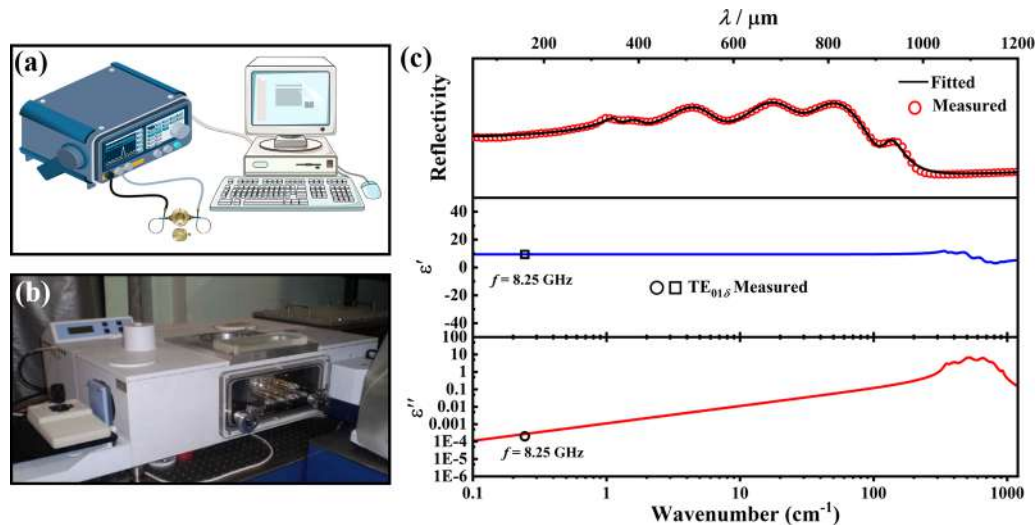 (a)
(b)
(c)
λ / μm
200 400 600 800 1000 1200
Reflectivity
Fitted
Measured
40
20
0
-20
-40
ε′
f = 8.25 GHz
TE01δ Measured
100
10
1
0.1
0.01
0.001
1E-4
1E-5
1E-6
ε′′
f = 8.25 GHz
0.1 1 10 100 1000
Wavenumber (cm-1)